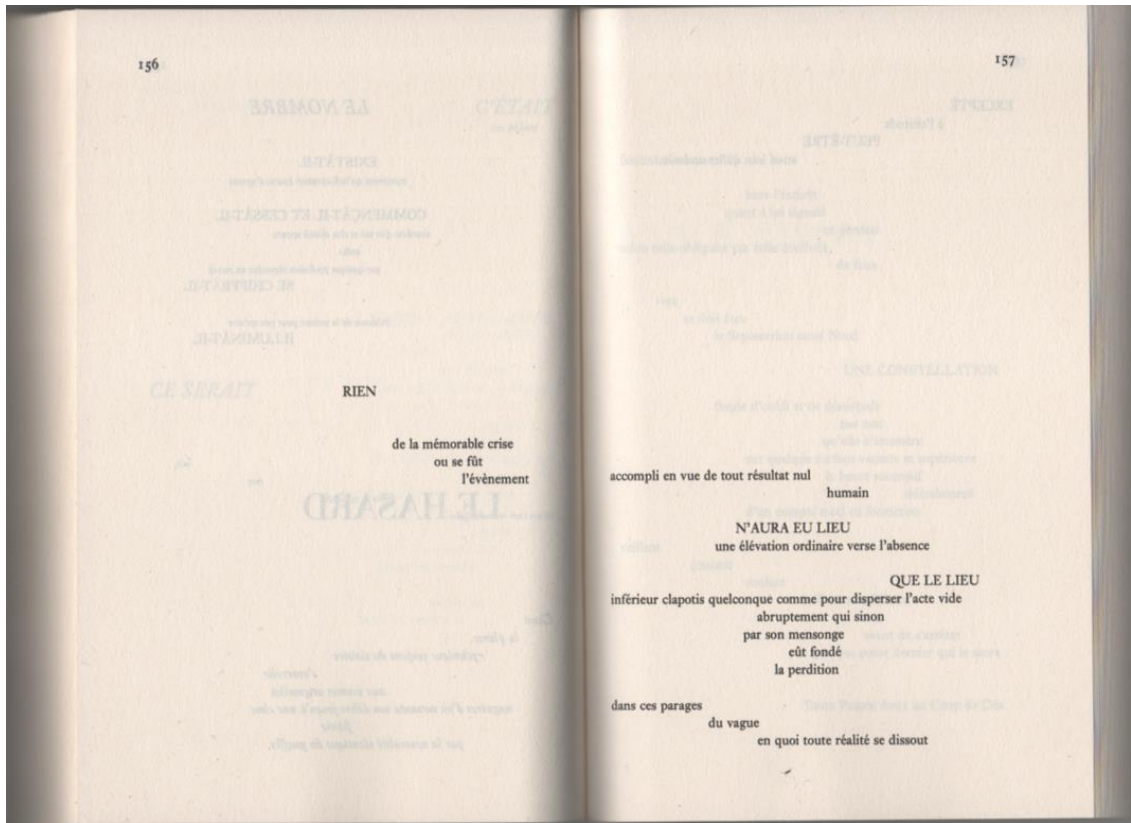 156
RIEN
de la mémorable crise
ou se fût
l'évènement
157
accompli en vue de tout résultat nul
humain
N'AURA EU LIEU
une élévation ordinaire verse l'absence
QUE LE LIEU
inférieur clapotis quelconque comme pour disperser l'acte vide
abruptement qui sinon
par son mensonge
eût fondé
la perdition
dans ces parages
du vague
en quoi toute réalité se dissout